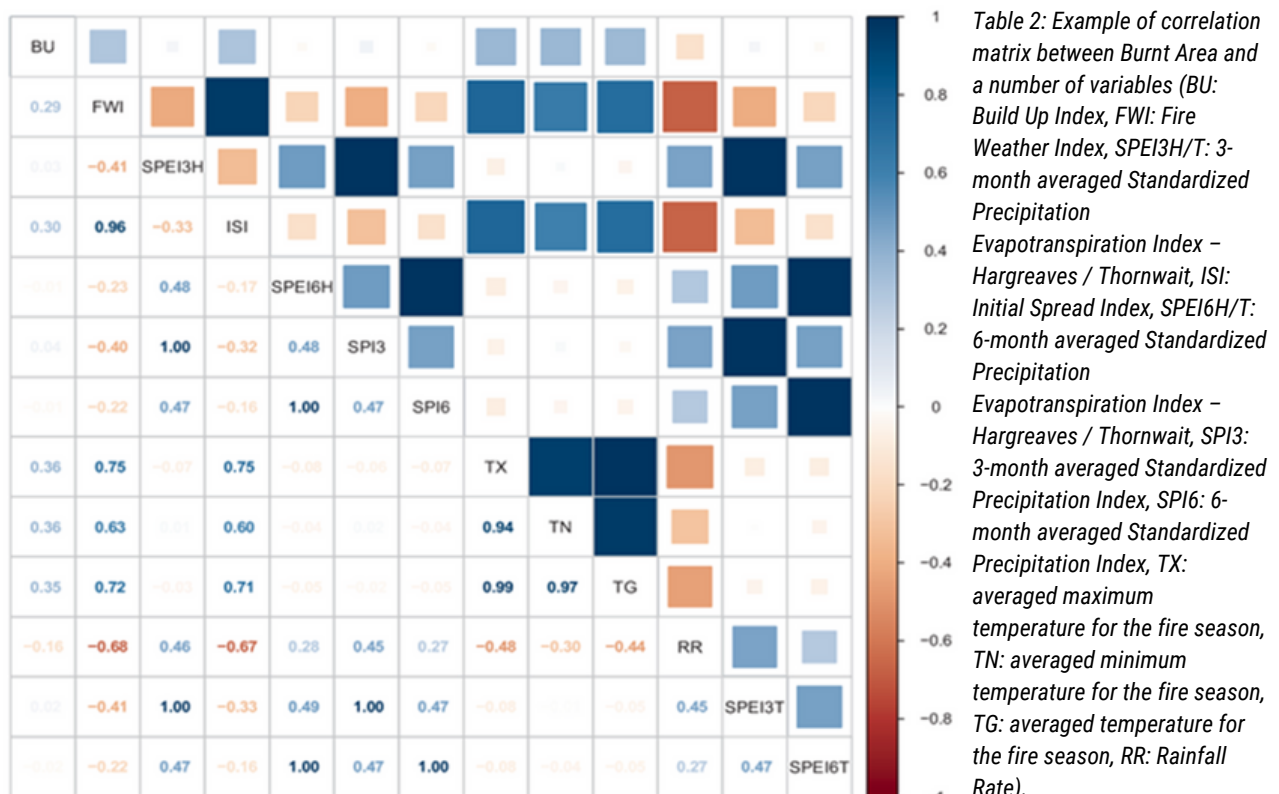 BU
0.29 FWI
0.03 −0.41 SPEI3H
0.30 0.96 −0.33 ISI
−0.01 −0.23 0.48 −0.17 SPEI6H
0.04 −0.40 1.00 −0.32 0.48 SPI3
−0.01 −0.22 0.47 −0.16 1.00 0.47 SPI6
0.36 0.75 −0.07 0.75 −0.08 −0.06 −0.07 TX
0.36 0.63 0.01 0.60 −0.04 0.02 −0.04 0.94 TN
0.35 0.72 −0.03 0.71 −0.05 −0.02 −0.05 0.99 0.97 TG
−0.16 −0.68 0.46 −0.67 0.28 0.45 0.27 −0.48 −0.30 −0.44 RR
0.02 −0.41 1.00 −0.33 0.49 1.00 0.47 −0.08 −0.05 0.45 SPEI3T
−0.22 0.47 −0.16 1.00 0.47 1.00 −0.08 −0.04 −0.05 0.27 0.47 SPEI6T
1
0.8
0.6
0.4
0.2
0
−0.2
−0.4
−0.6
−0.8
Table 2: Example of correlation
matrix between Burnt Area and
a number of variables (BU:
Build Up Index, FWI: Fire
Weather Index, SPEI3H/T: 3-
month averaged Standardized
Precipitation
Evapotranspiration Index –
Hargreaves / Thornwait, ISI:
Initial Spread Index, SPEI6H/T:
6-month averaged Standardized
Precipitation
Evapotranspiration Index –
Hargreaves / Thornwait, SPI3:
3-month averaged Standardized
Precipitation Index, SPI6: 6-
month averaged Standardized
Precipitation Index, TX:
averaged maximum
temperature for the fire season,
TN: averaged minimum
temperature for the fire season,
TG: averaged temperature for
the fire season, RR: Rainfall
Rate).